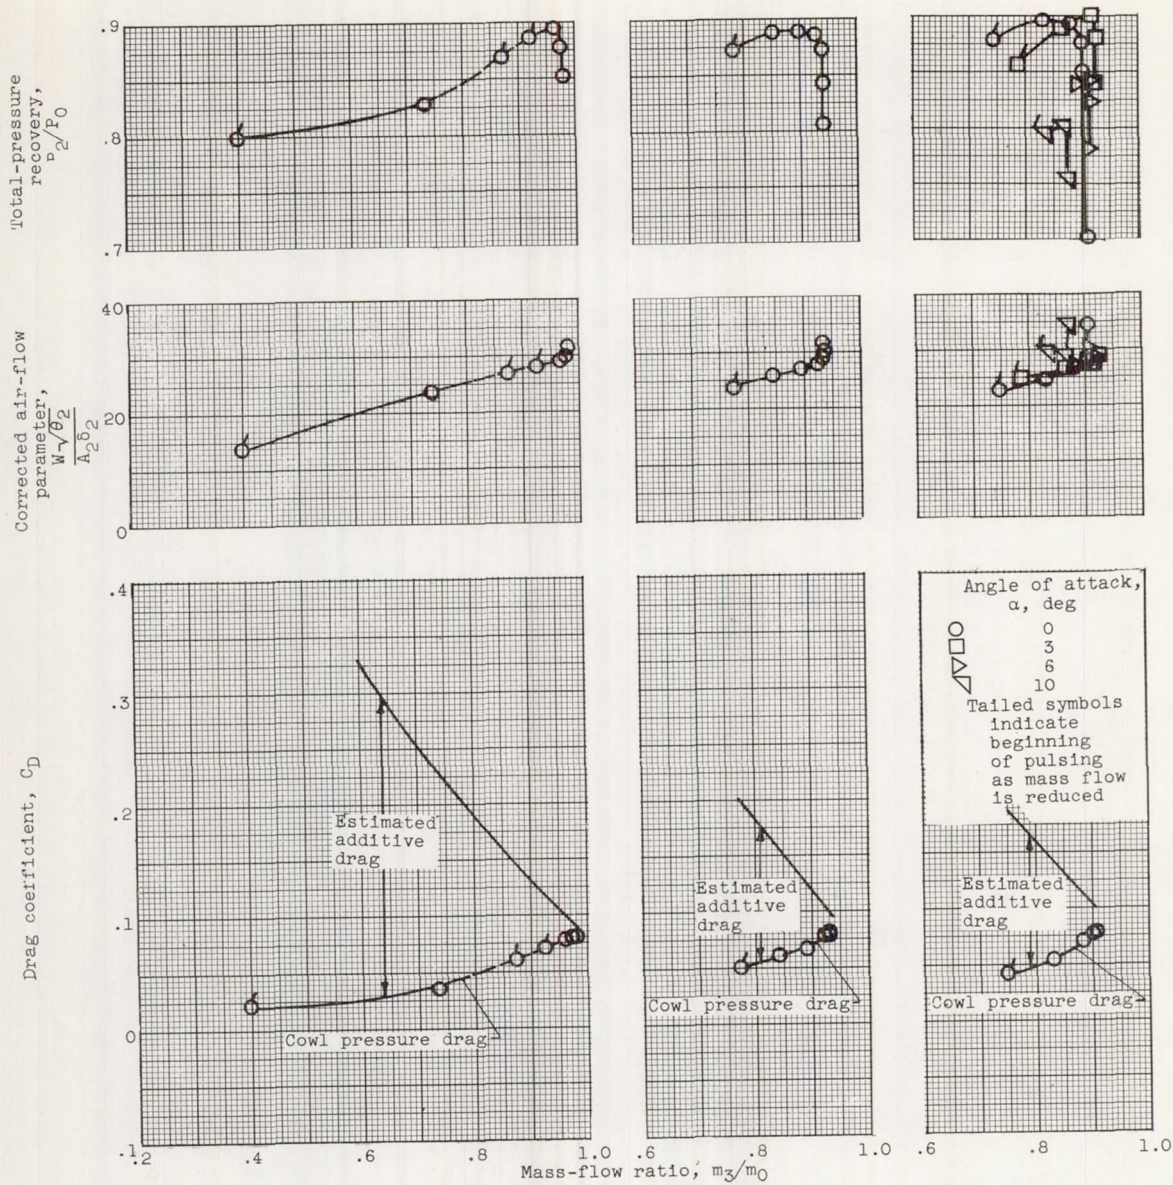 Total-pressure
recovery,
P2/P0
.9
.8
.7
Corrected air-flow
parameter,
W√θ2
A2δ2
40
20
0
Drag coefficient, CD
.4
.3
.2
.1
0
.1
Estimated
additive
drag
Cowl pressure drag
Estimated
additive
drag
Cowl pressure drag
Angle of attack,
α, deg
0
3
6
10
Tailed symbols
indicate
beginning
of pulsing
as mass flow
is reduced
Estimated
additive
drag
Cowl pressure drag
.2 .4 .6 .8 1.0
.6 .8 1.0
.6 .8 1.0
Mass-flow ratio, m3/m0